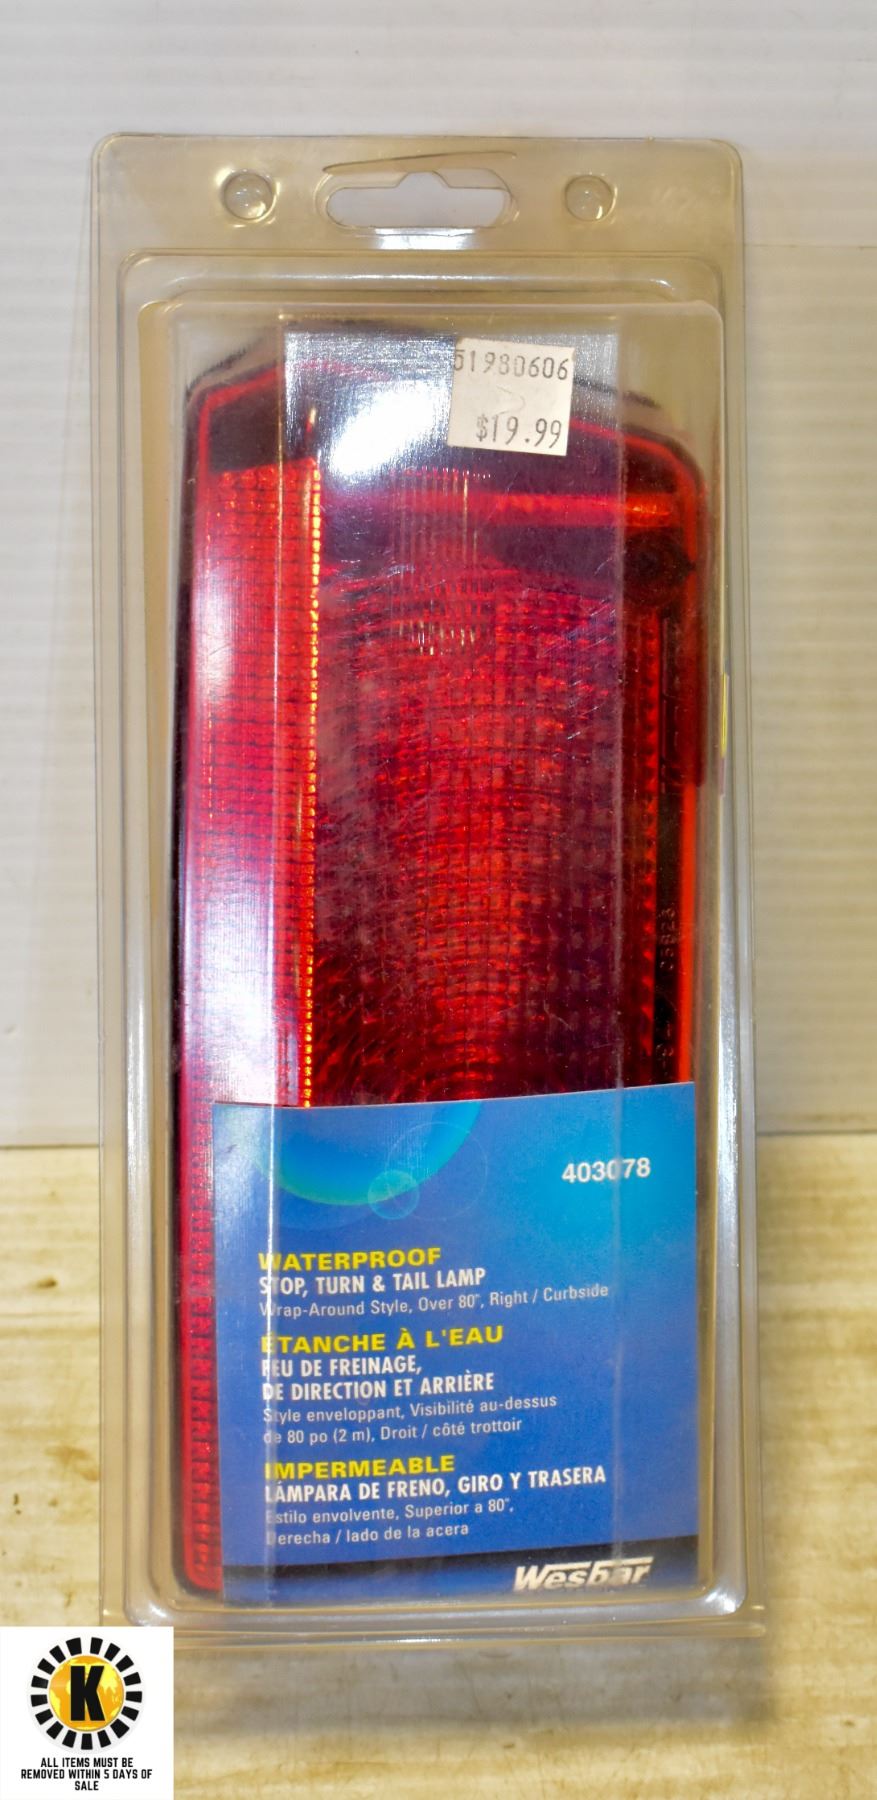 51980606
$19.99
403078
WATERPROOF
STOP, TURN & TAIL LAMP
Wrap-Around Style, Over 80", Right / Curbside
ÉTANCHE À L'EAU
FEU DE FREINAGE,
DE DIRECTION ET ARRIÈRE
Style enveloppant, Visibilité au-dessus
de 80 po (2 m), Droit / côté trottoir
IMPERMEABLE
LÁMPARA DE FRENO, GIRO Y TRASERA
Estilo envolvente, Superior a 80",
Derecha / lado de la acera
Wesbar
K
ALL ITEMS MUST BE
REMOVED WITHIN 5 DAYS OF
SALE